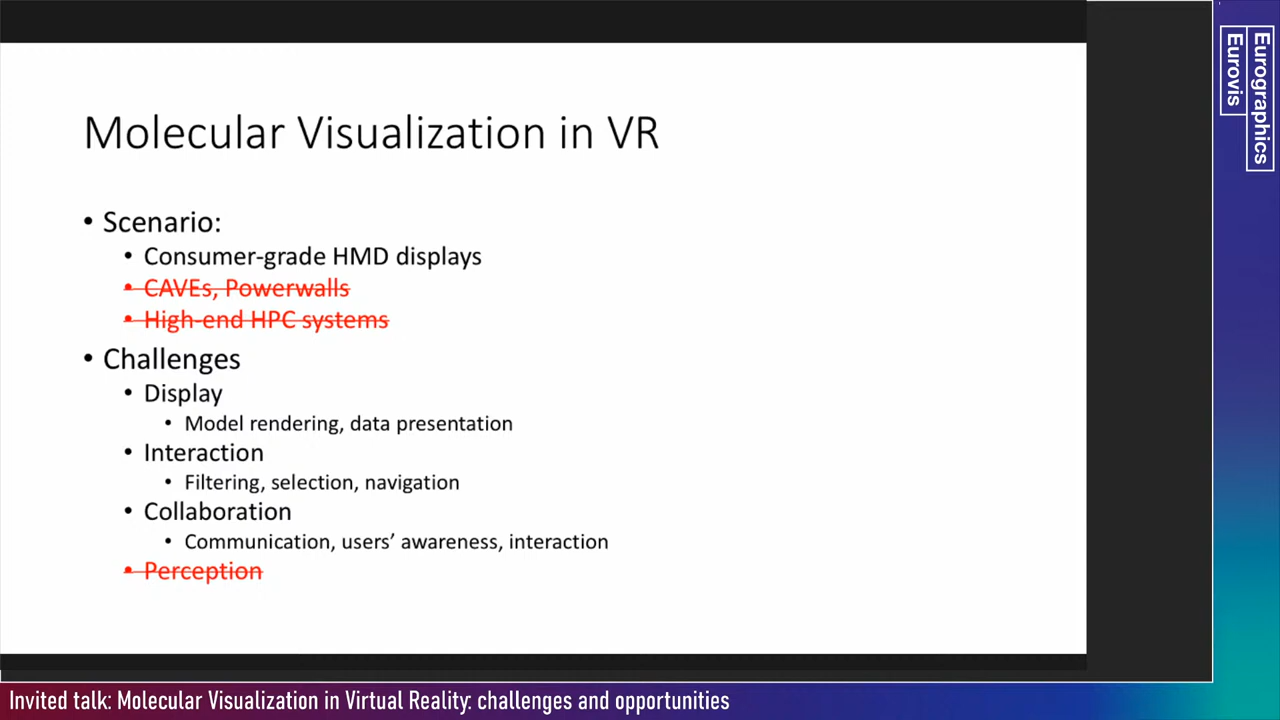 Molecular Visualization in VR
• Scenario:
• Consumer-grade HMD displays
• CAVEs, Powerwalls
• High-end HPC systems
• Challenges
• Display
• Model rendering, data presentation
• Interaction
• Filtering, selection, navigation
• Collaboration
• Communication, users’ awareness, interaction
• Perception
Eurographics
Eurovis
Invited talk: Molecular Visualization in Virtual Reality: challenges and opportunities